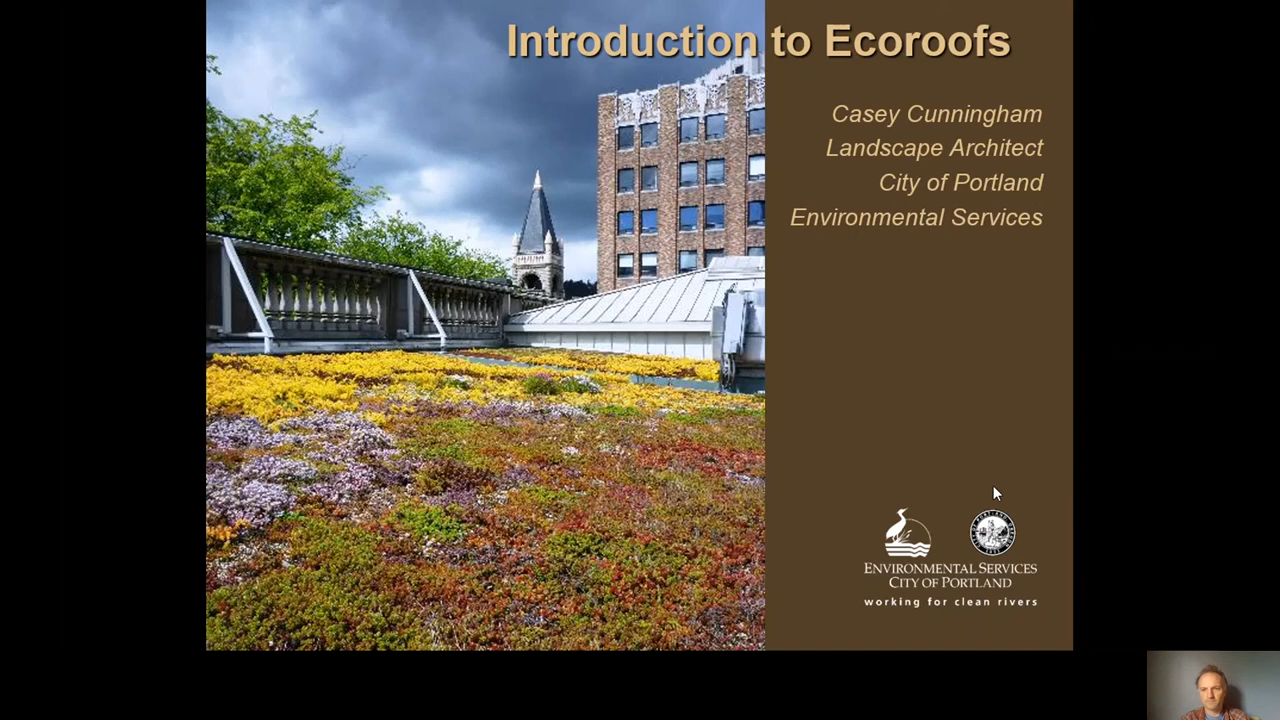 Introduction to Ecoroofs
Casey Cunningham
Landscape Architect
City of Portland
Environmental Services
ENVIRONMENTAL SERVICES
CITY OF PORTLAND
working for clean rivers